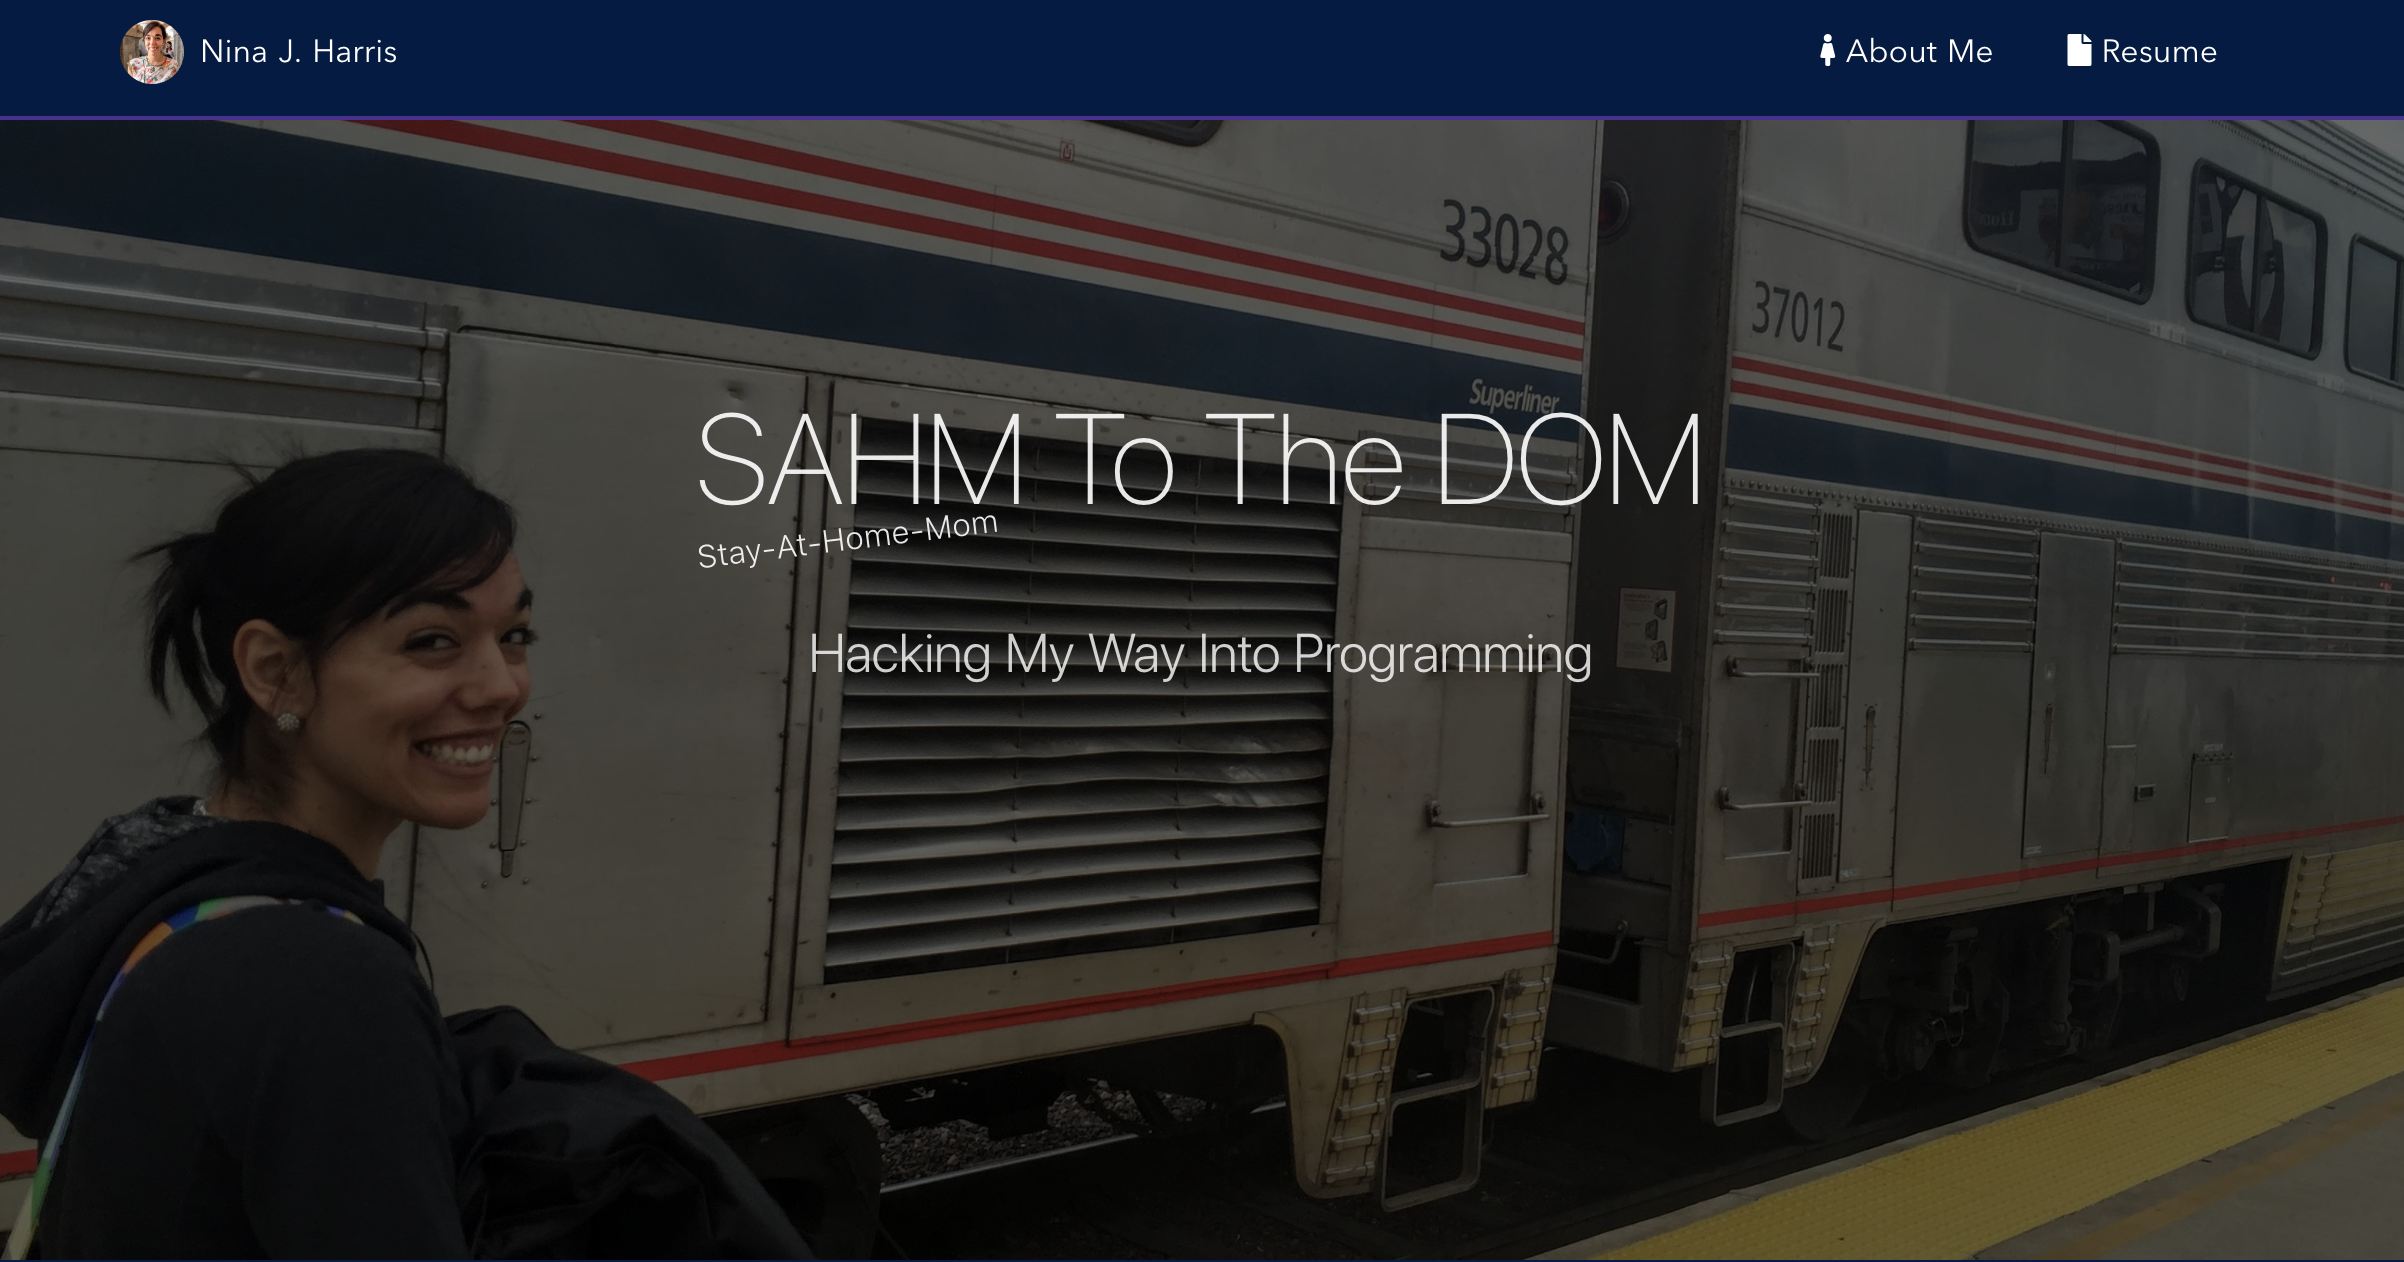 Nina J. Harris
About Me
Resume
33028
37012
Superliner
SAHM To The DOM
Stay-At-Home-Mom
Hacking My Way Into Programming